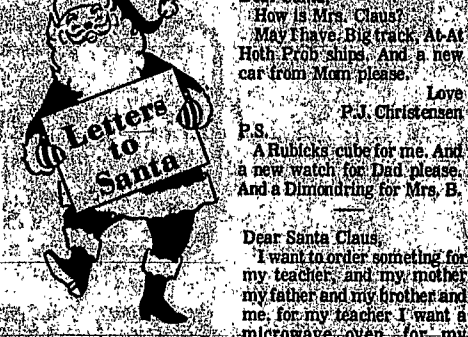 Letters
to
Santa
How is Mrs. Claus?
May I have, Big track, At-At
Hoth Prob ships. And a new
car from Mom please.
Love
P.J. Christensen
P.S.
A Rubicks cube for me. And
a new watch for Dad please.
And a Dimondring for Mrs. B.
Dear Santa Claus,
I want to order someting for
my teacher, and my mother
my father and my brother and
me, for my teacher I want a
microwave oven, for my